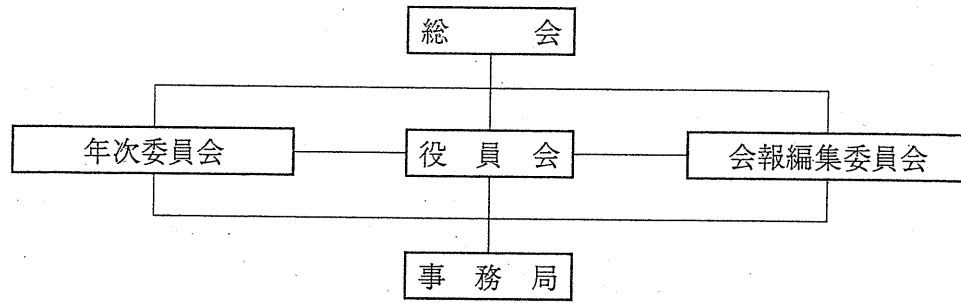 総 会
年次委員会
役 員 会
会報編集委員会
事 務 局